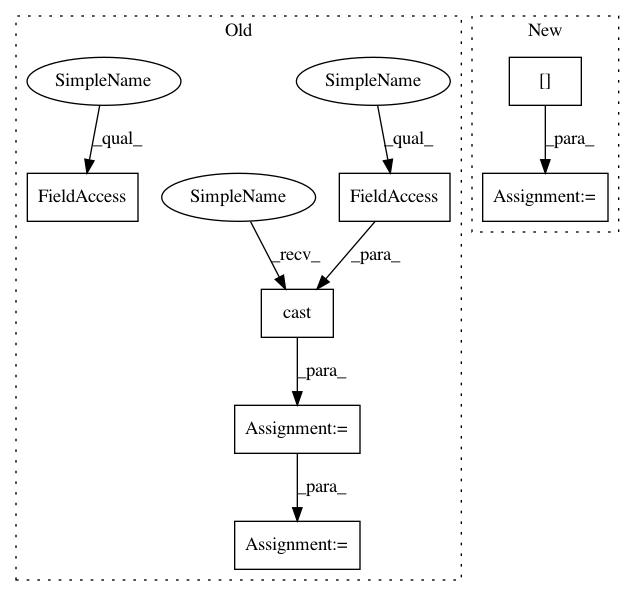 Old
New
SimpleName
SimpleName
[]
_qual_
_qual_
_para_
FieldAccess
SimpleName
FieldAccess
Assignment:=
_recv_
_para_
cast
_para_
Assignment:=
_para_
Assignment:=